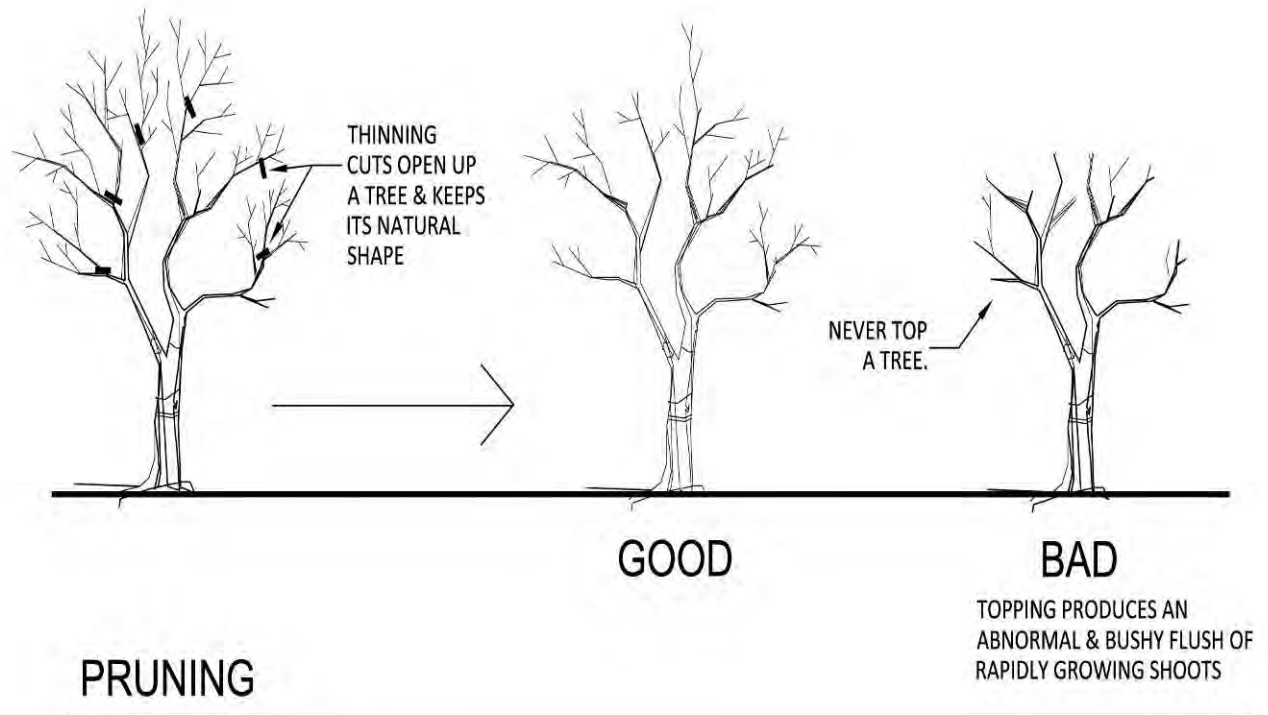 THINNING
CUTS OPEN UP
A TREE & KEEPS
ITS NATURAL
SHAPE
NEVER TOP
A TREE.
GOOD
BAD
TOPPING PRODUCES AN
ABNORMAL & BUSHY FLUSH OF
RAPIDLY GROWING SHOOTS
PRUNING